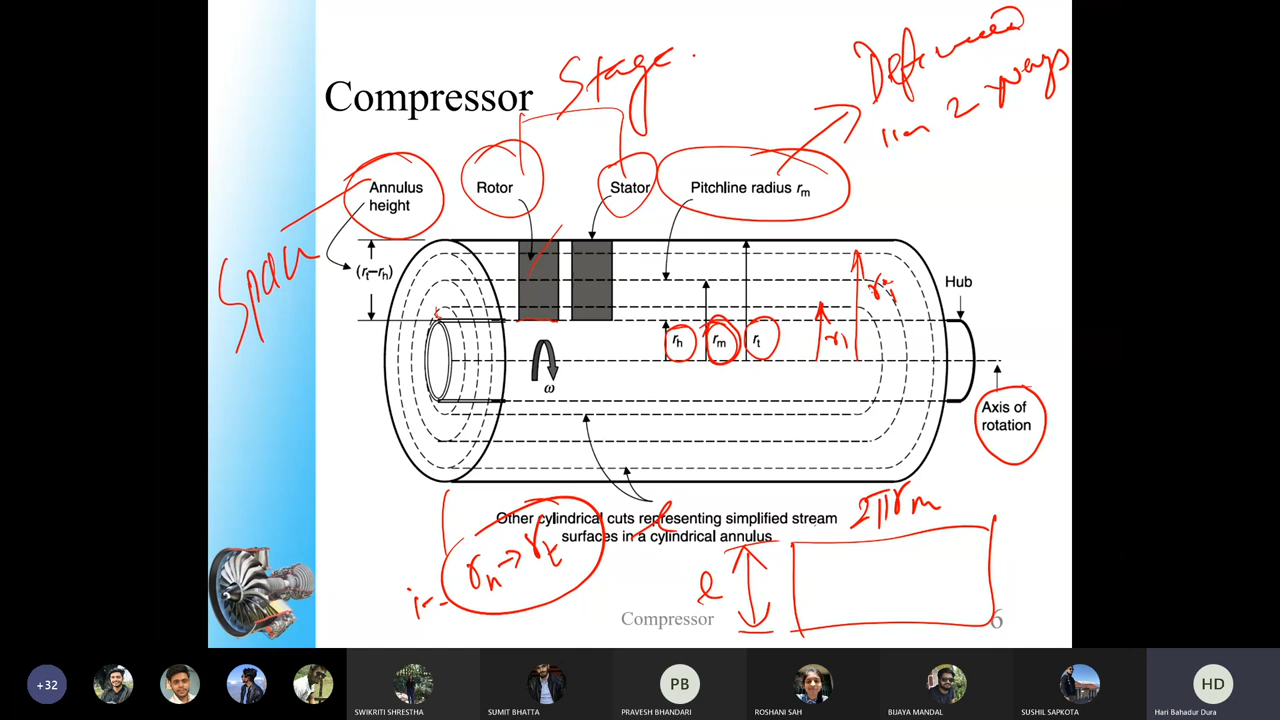 Compressor
Stage.
Defined
in 2 ways
Annulus
height
Rotor
Stator
Pitchline radius rm
Span
(rt–rh)
Hub
rh
rm
rt
ω
Axis of
rotation
Other cylindrical cuts representing simplified stream
surfaces in a cylindrical annulus
2πrm
rh → rt
l
Compressor
6
+32
SWIKRITI SHRESTHA
SUMIT BHATTA
PB
PRAVESH BHANDARI
ROSHANI SAH
BIJAYA MANDAL
SUSHIL SAPKOTA
HD
Hari Bahadur Dura